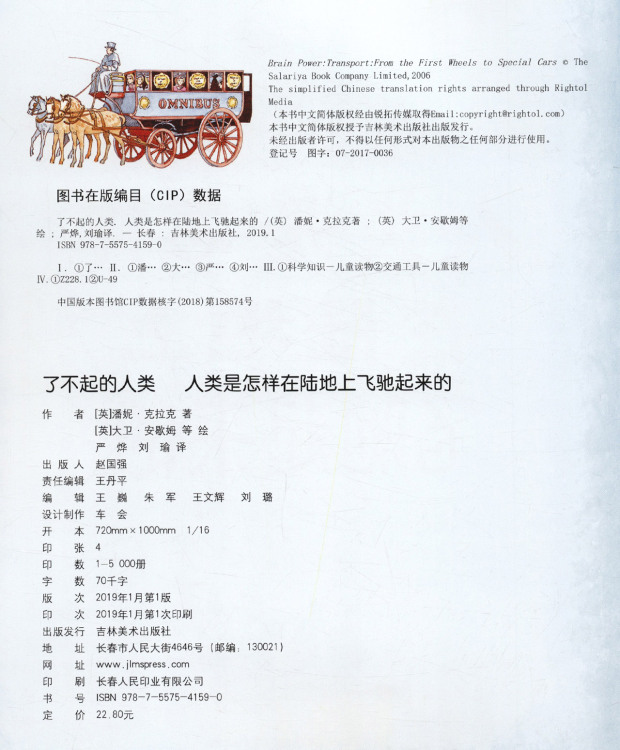 OMNIBUS
Brain Power:Transport:From the First Wheels to Special Cars © The
Salariya Book Company Limited,2006
The simplified Chinese translation rights arranged through Rightol
Media
（本书中文简体版权经由锐拓传媒取得Email:copyright@rightol.com）
本书中文简体版权授予吉林美术出版社出版发行。
未经出版者许可，不得以任何形式对本出版物之任何部分进行使用。
登记号 图字：07-2017-0036
图书在版编目（CIP）数据
了不起的人类. 人类是怎样在陆地上飞驰起来的 /(英) 潘妮·克拉克著 ; (英) 大卫·安歇姆等
绘 ; 严烨,刘瑜译. — 长春 : 吉林美术出版社, 2019.1
ISBN 978-7-5575-4159-0
Ⅰ. ①了… Ⅱ. ①潘… ②大… ③严… ④刘… Ⅲ.①科学知识－儿童读物②交通工具－儿童读物
Ⅳ.①Z228.1②U-49
中国版本图书馆CIP数据核字(2018)第158574号
了不起的人类 人类是怎样在陆地上飞驰起来的
作 者 [英]潘妮·克拉克 著
[英]大卫·安歇姆 等 绘
严 烨 刘 瑜 译
出 版 人 赵国强
责任编辑 王丹平
编 辑 王 巍 朱 军 王文辉 刘 璐
设计制作 车 会
开 本 720mm×1000mm 1/16
印 张 4
印 数 1-5 000册
字 数 70千字
版 次 2019年1月第1版
印 次 2019年1月第1次印刷
出版发行 吉林美术出版社
地 址 长春市人民大街4646号（邮编：130021）
网 址 www.jlmspress.com
印 刷 长春人民印业有限公司
书 号 ISBN 978-7-5575-4159-0
定 价 22.80元